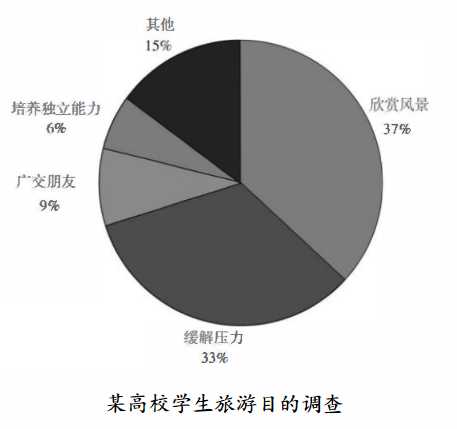 其他
15%
欣赏风景
37%
培养独立能力
6%
广交朋友
9%
缓解压力
33%
某高校学生旅游目的调查